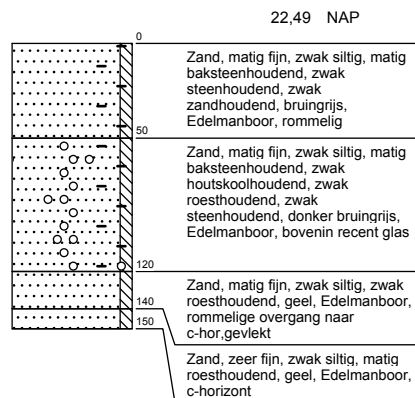 22,49 NAP
0
Zand, matig fijn, zwak siltig, matig
baksteenhoudend, zwak
steenhoudend, zwak
zandhoudend, bruingrijs,
Edelmanboor, rommelig
50
Zand, matig fijn, zwak siltig, matig
baksteenhoudend, zwak
houtskoolhoudend, zwak
roesthoudend, zwak
steenhoudend, donker bruingrijs,
Edelmanboor, bovenin recent glas
120
Zand, matig fijn, zwak siltig, zwak
roesthoudend, geel, Edelmanboor,
rommelige overgang naar
c-hor,gevlekt
140
150
Zand, zeer fijn, zwak siltig, matig
roesthoudend, geel, Edelmanboor,
c-horizont